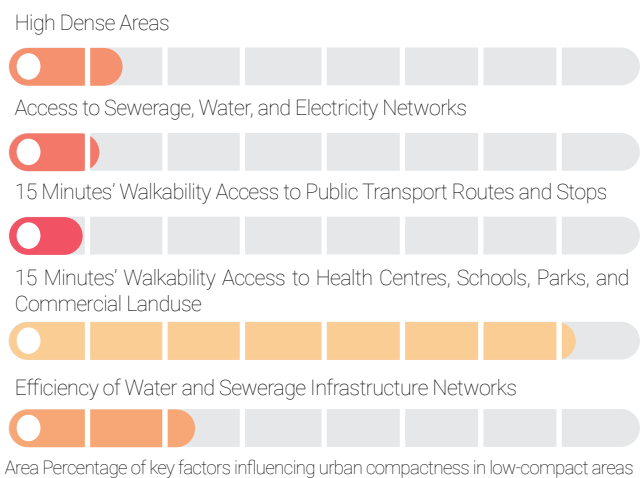 High Dense Areas
Access to Sewerage, Water, and Electricity Networks
15 Minutes’ Walkability Access to Public Transport Routes and Stops
15 Minutes’ Walkability Access to Health Centres, Schools, Parks, and
Commercial Landuse
Efficiency of Water and Sewerage Infrastructure Networks
Area Percentage of key factors influencing urban compactness in low-compact areas